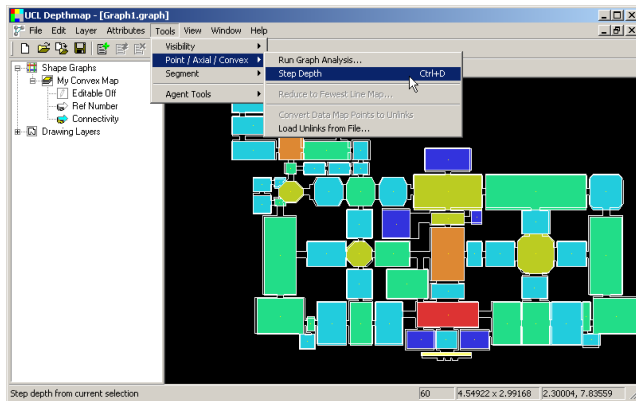 UCL Depthmap - [Graph1.graph]
File Edit Layer Attributes Tools View Window Help
Visibility
Point / Axial / Convex
Segment
Agent Tools
Run Graph Analysis...
Step Depth Ctrl+D
Reduce to Fewest Line Map...
Convert Data Map Points to Unlinks
Load Unlinks from File...
Shape Graphs
My Convex Map
Editable Off
Ref Number
Connectivity
Drawing Layers
Step depth from current selection 60 4.54922 x 2.99168 2.30004, 7.83559